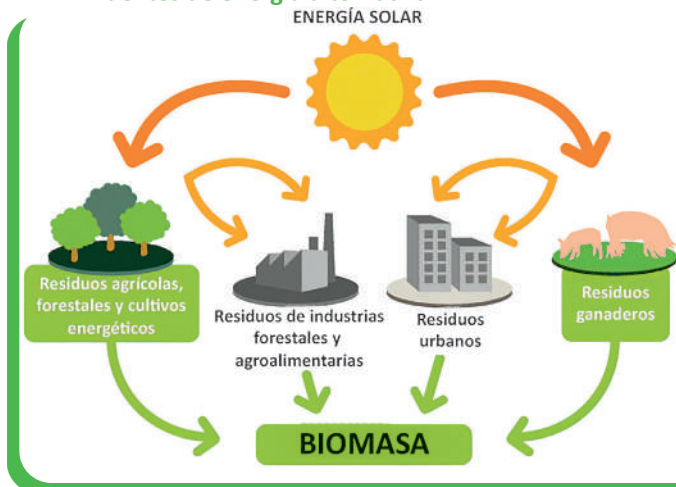 ENERGÍA SOLAR
Residuos agrícolas,
forestales y cultivos
energéticos
Residuos de industrias
forestales y
agroalimentarias
Residuos
urbanos
Residuos
ganaderos
BIOMASA